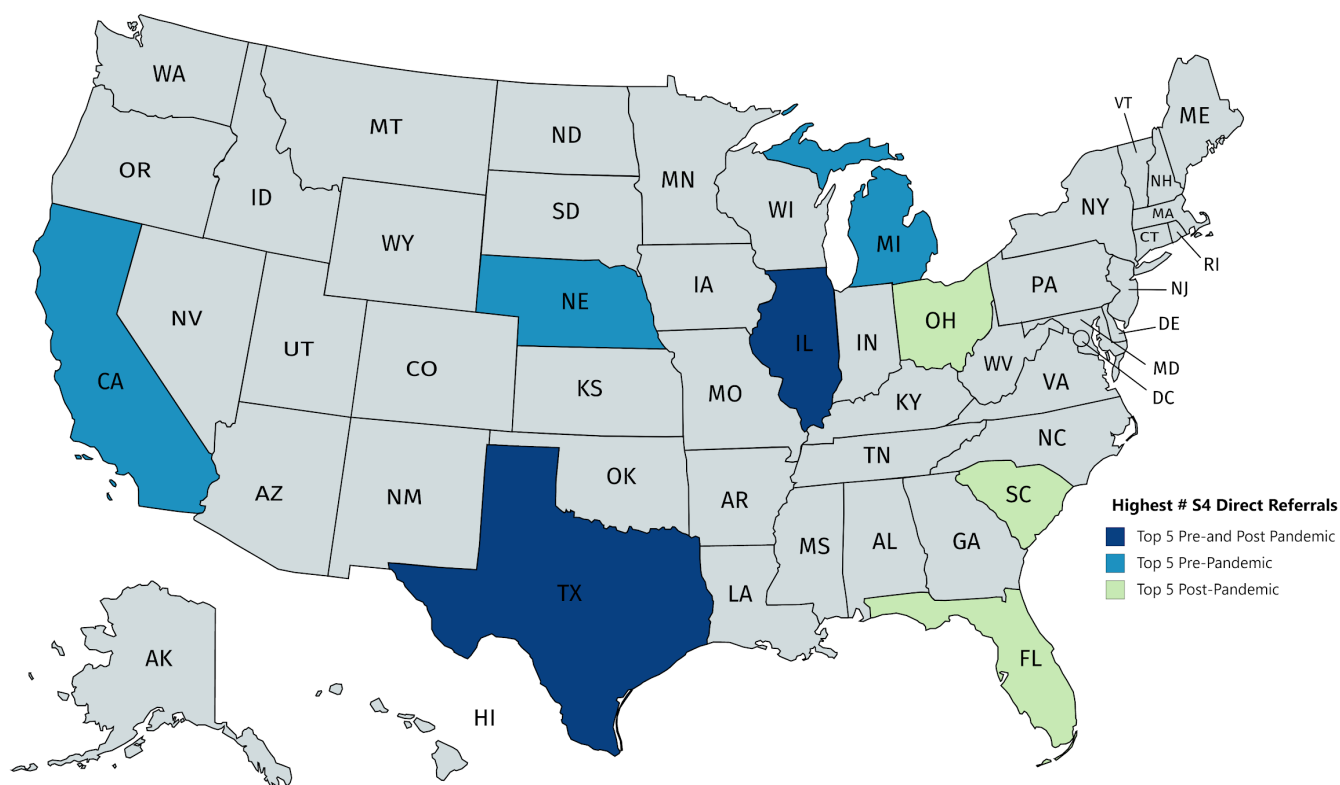 WA
MT
ND
MN
VT
ME
OR
ID
SD
WI
MI
NY
NH
MA
CT
RI
WY
NE
IA
PA
NJ
NV
UT
CO
IL
IN
OH
DE
MD
DC
CA
KS
MO
WV
VA
KY
NC
TN
AZ
NM
OK
AR
SC
MS
AL
GA
TX
LA
FL
AK
HI
Highest # S4 Direct Referrals
Top 5 Pre-and Post Pandemic
Top 5 Pre-Pandemic
Top 5 Post-Pandemic